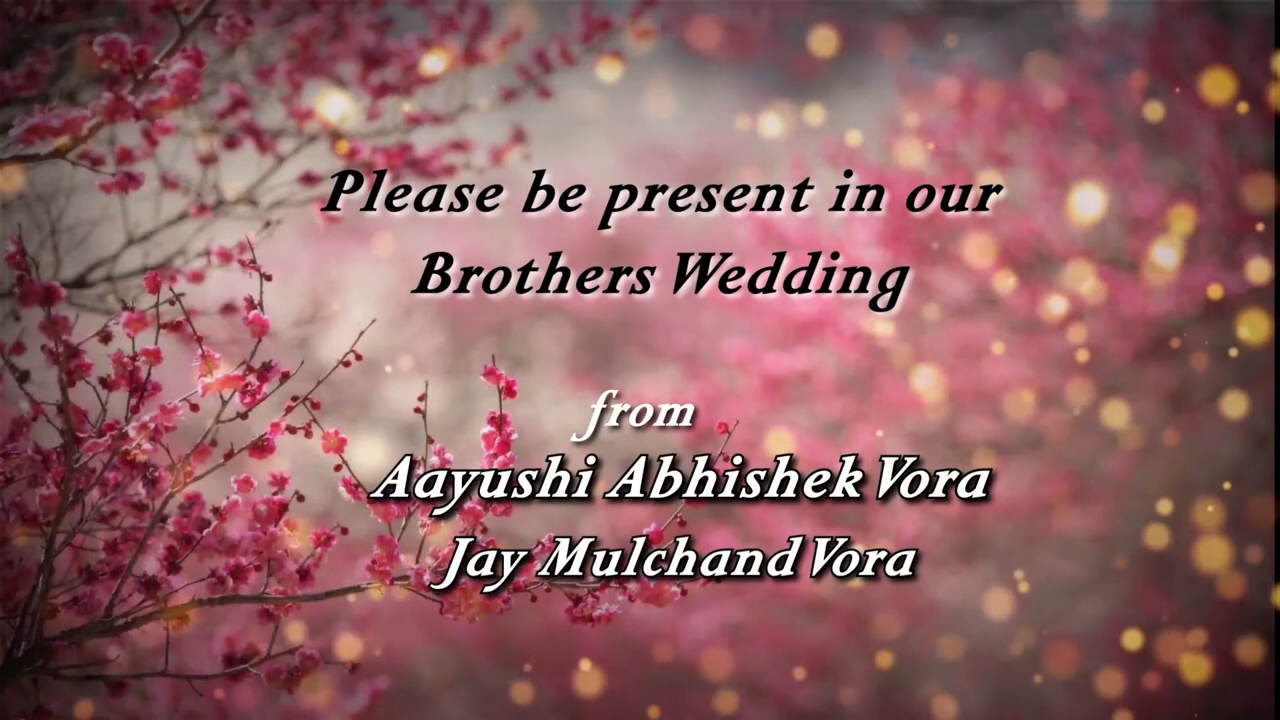 Please be present in our
Brothers Wedding
from
Aayushi Abhishek Vora
Jay Mulchand Vora